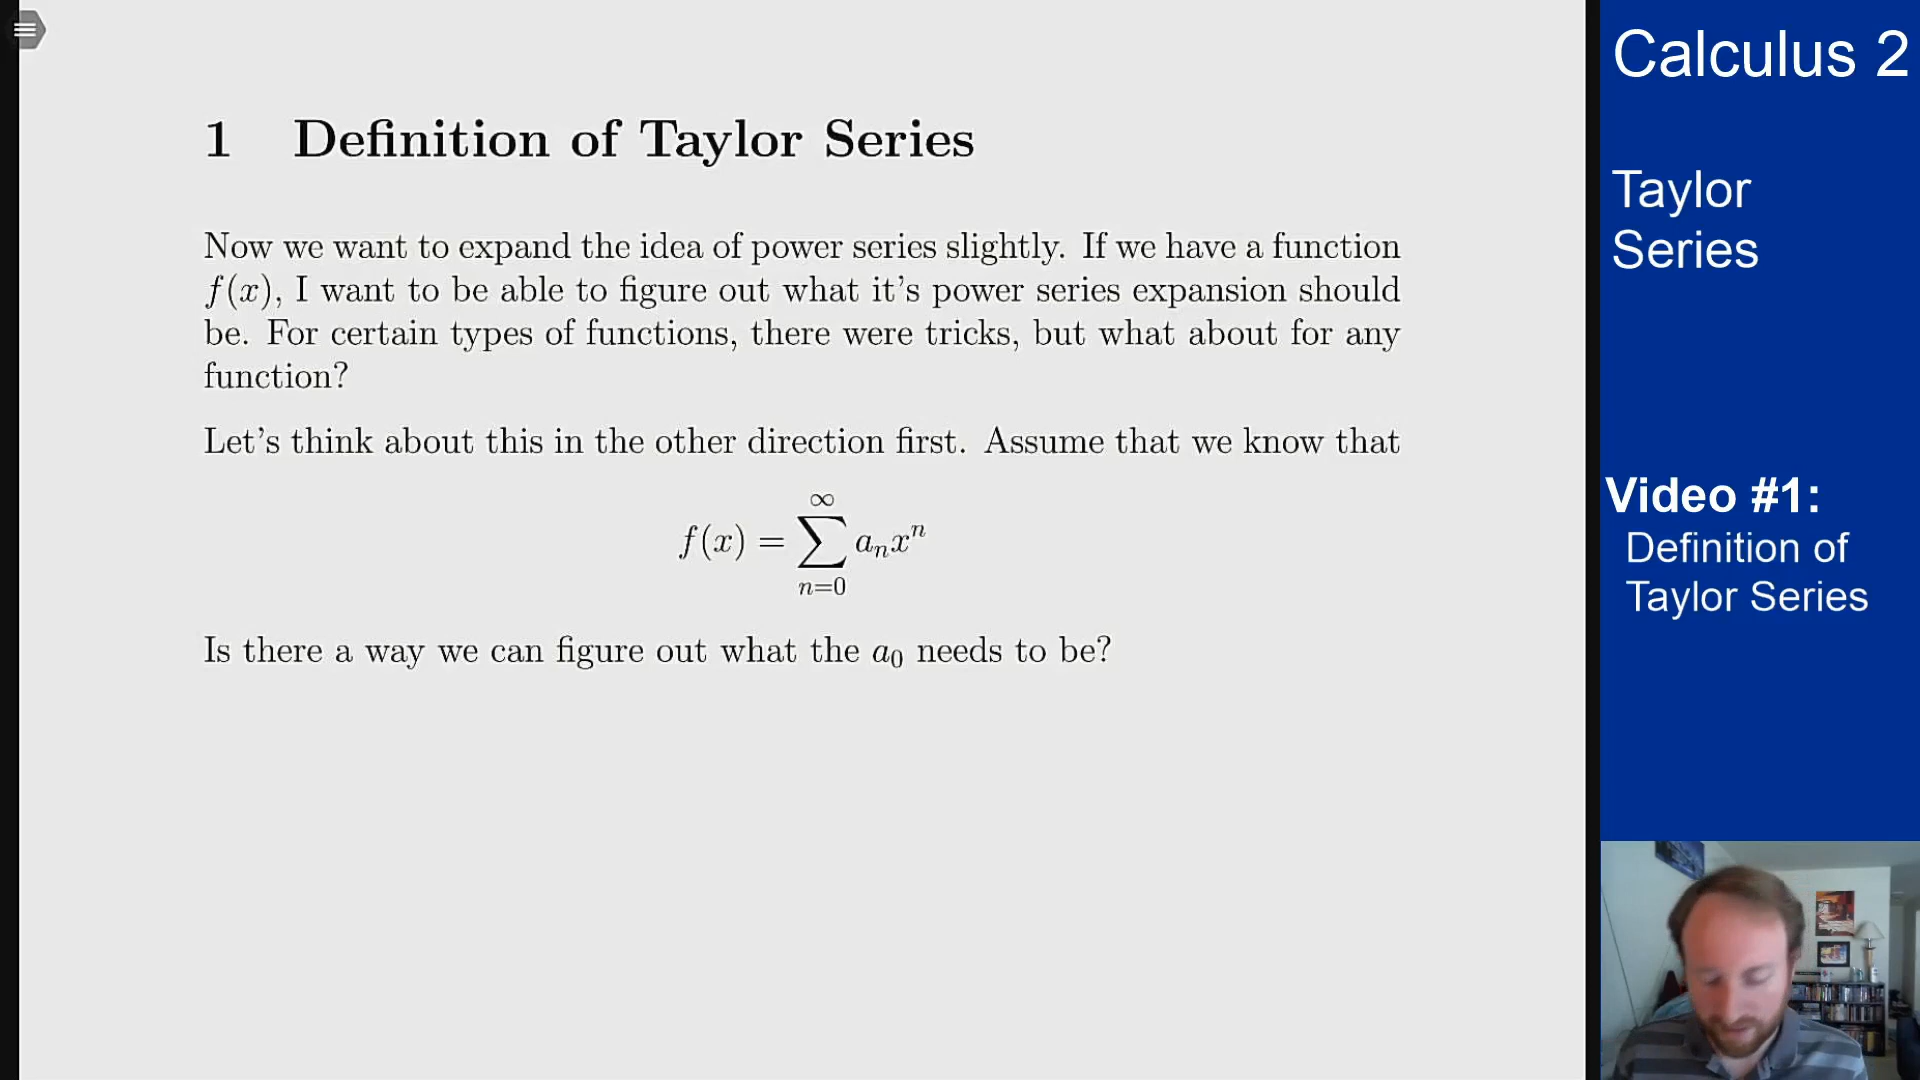 1 Definition of Taylor Series
Now we want to expand the idea of power series slightly. If we have a function
f(x), I want to be able to figure out what it's power series expansion should
be. For certain types of functions, there were tricks, but what about for any
function?
Let's think about this in the other direction first. Assume that we know that
f(x) = ∑_{n=0}^{∞} aₙxⁿ
Is there a way we can figure out what the a₀ needs to be?
Calculus 2
Taylor
Series
Video #1:
Definition of
Taylor Series